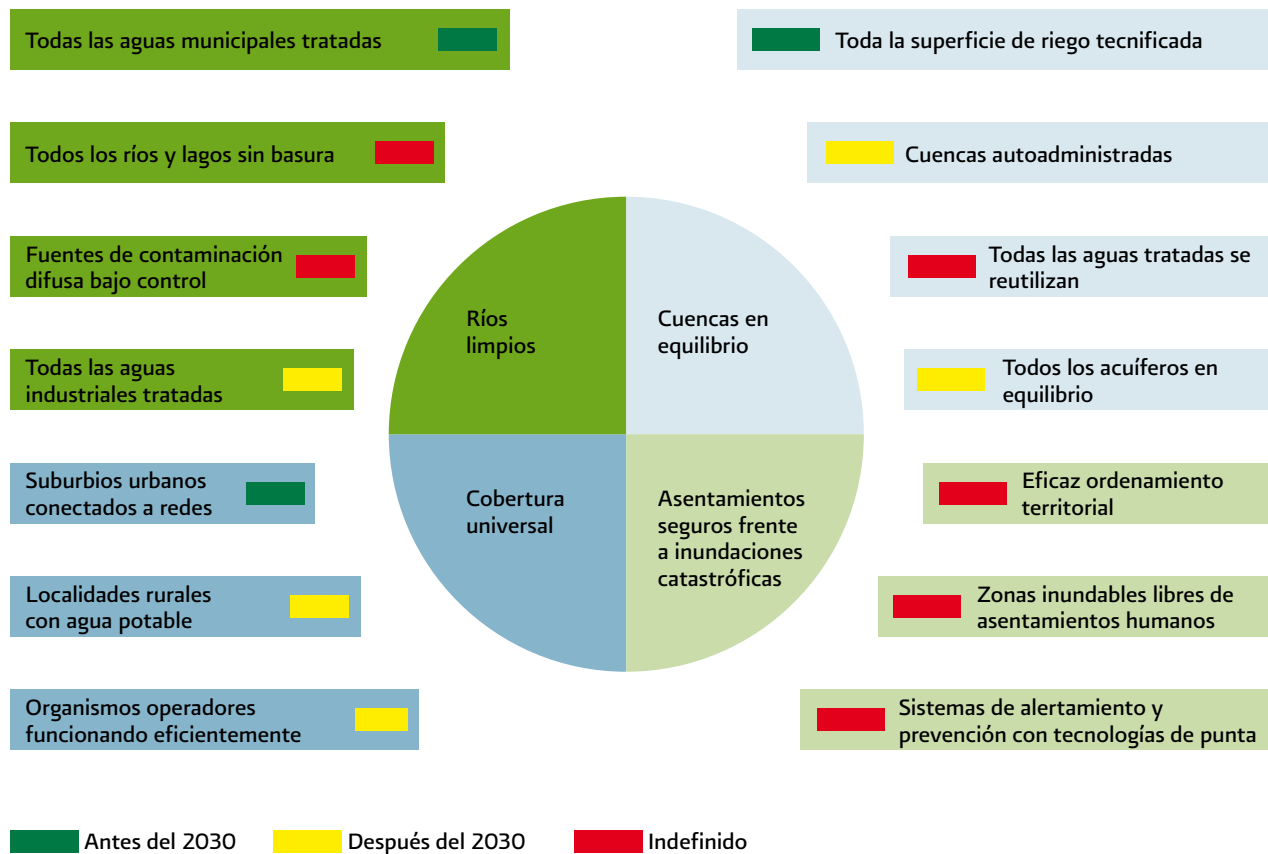 Todas las aguas municipales tratadas
Toda la superficie de riego tecnificada
Todos los ríos y lagos sin basura
Cuencas autoadministradas
Fuentes de contaminación
difusa bajo control
Todas las aguas tratadas se
reutilizan
Ríos
limpios
Cuencas en
equilibrio
Todas las aguas
industriales tratadas
Todos los acuíferos en
equilibrio
Suburbios urbanos
conectados a redes
Cobertura
universal
Asentamientos
seguros frente
a inundaciones
catastróficas
Eficaz ordenamiento
territorial
Localidades rurales
con agua potable
Zonas inundables libres de
asentamientos humanos
Organismos operadores
funcionando eficientemente
Sistemas de alertamiento y
prevención con tecnologías de punta
Antes del 2030
Después del 2030
Indefinido